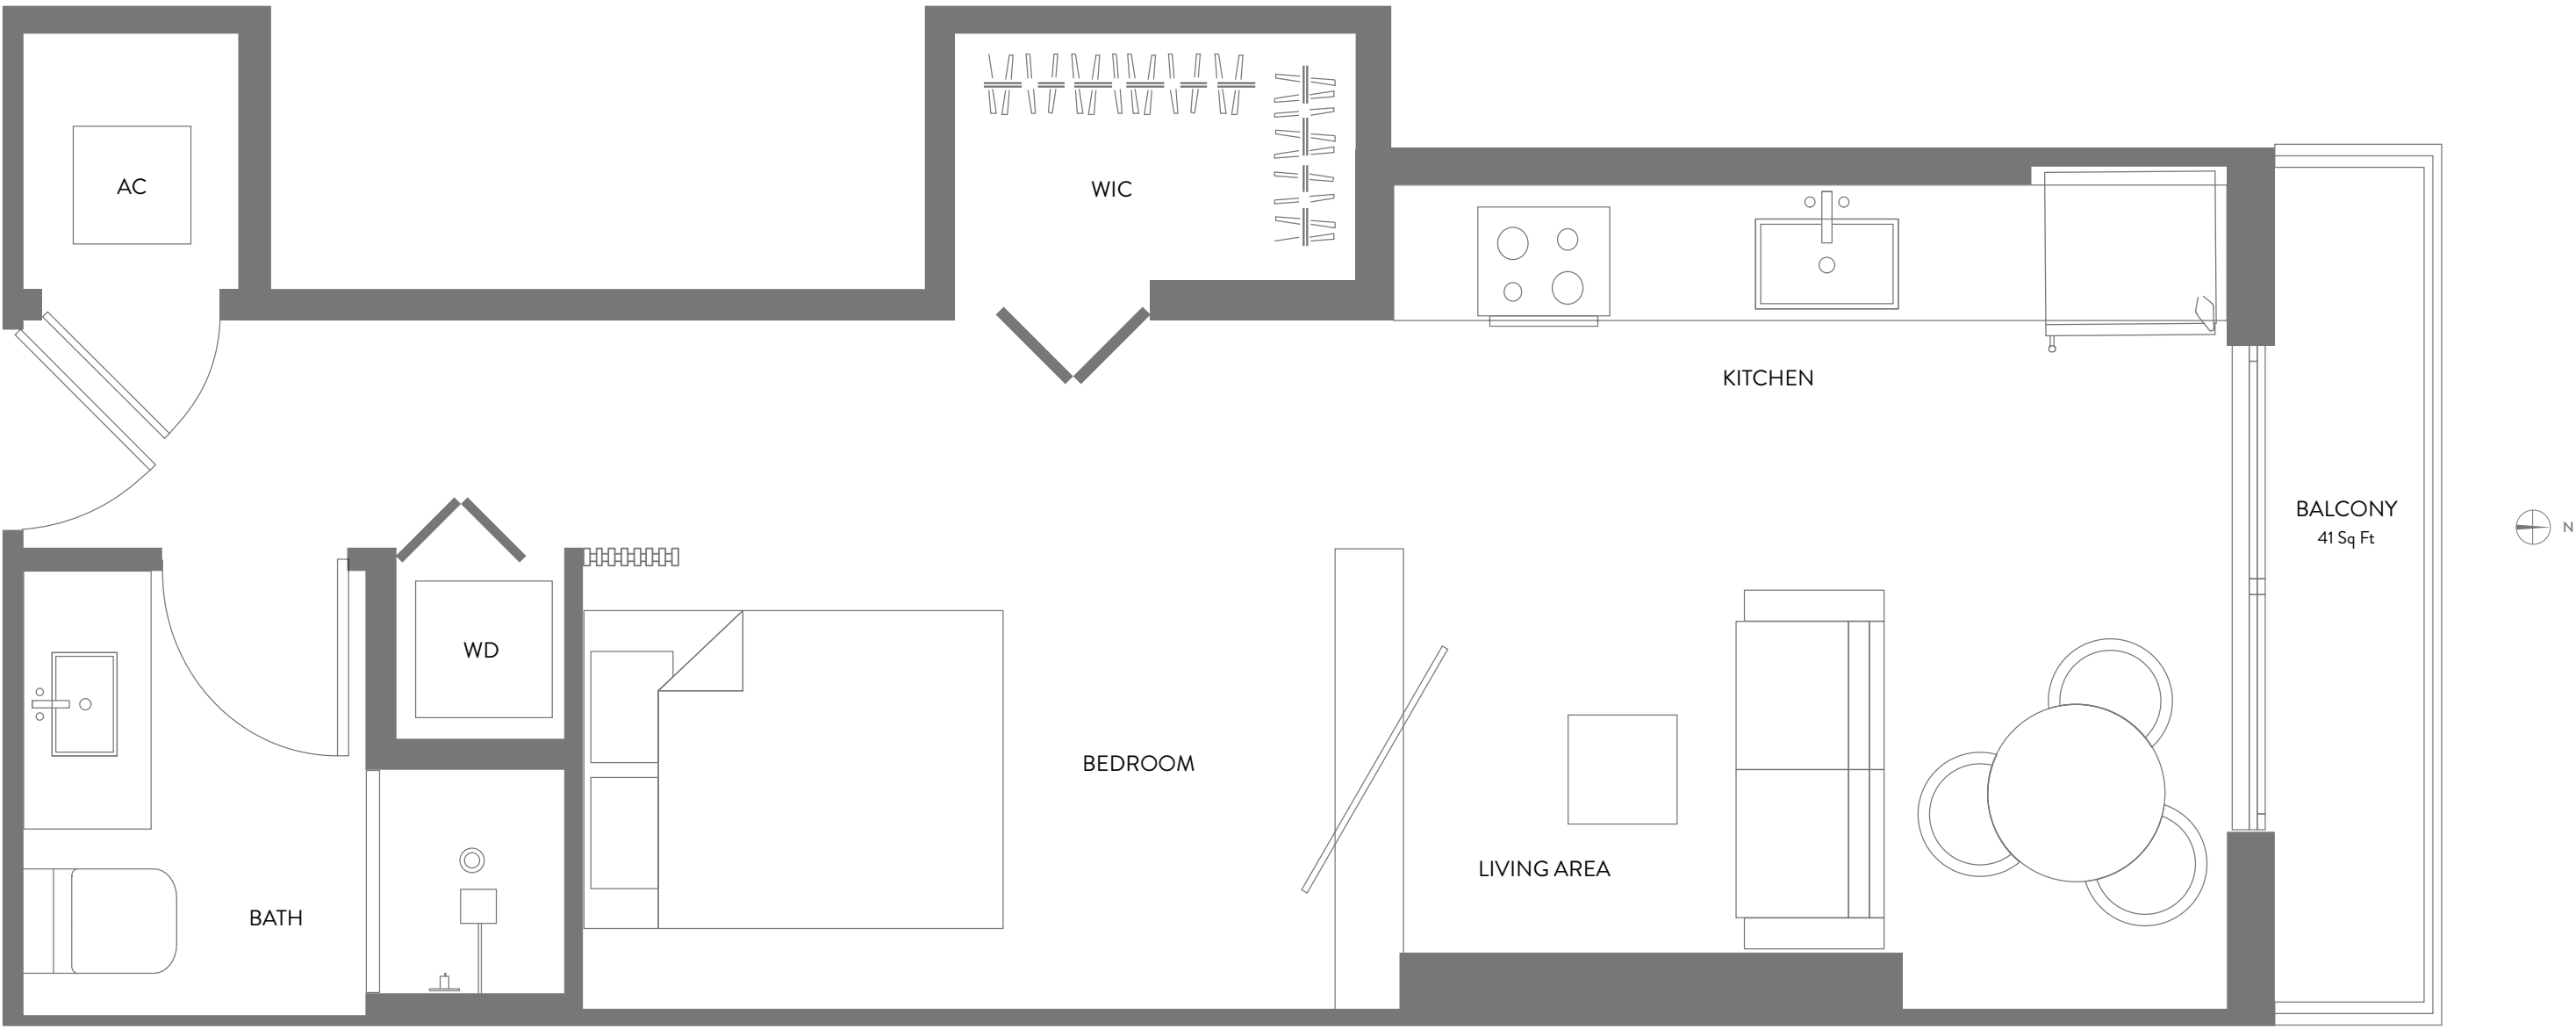 AC
WIC
KITCHEN
BALCONY
41 Sq Ft
N
WD
BEDROOM
LIVING AREA
BATH